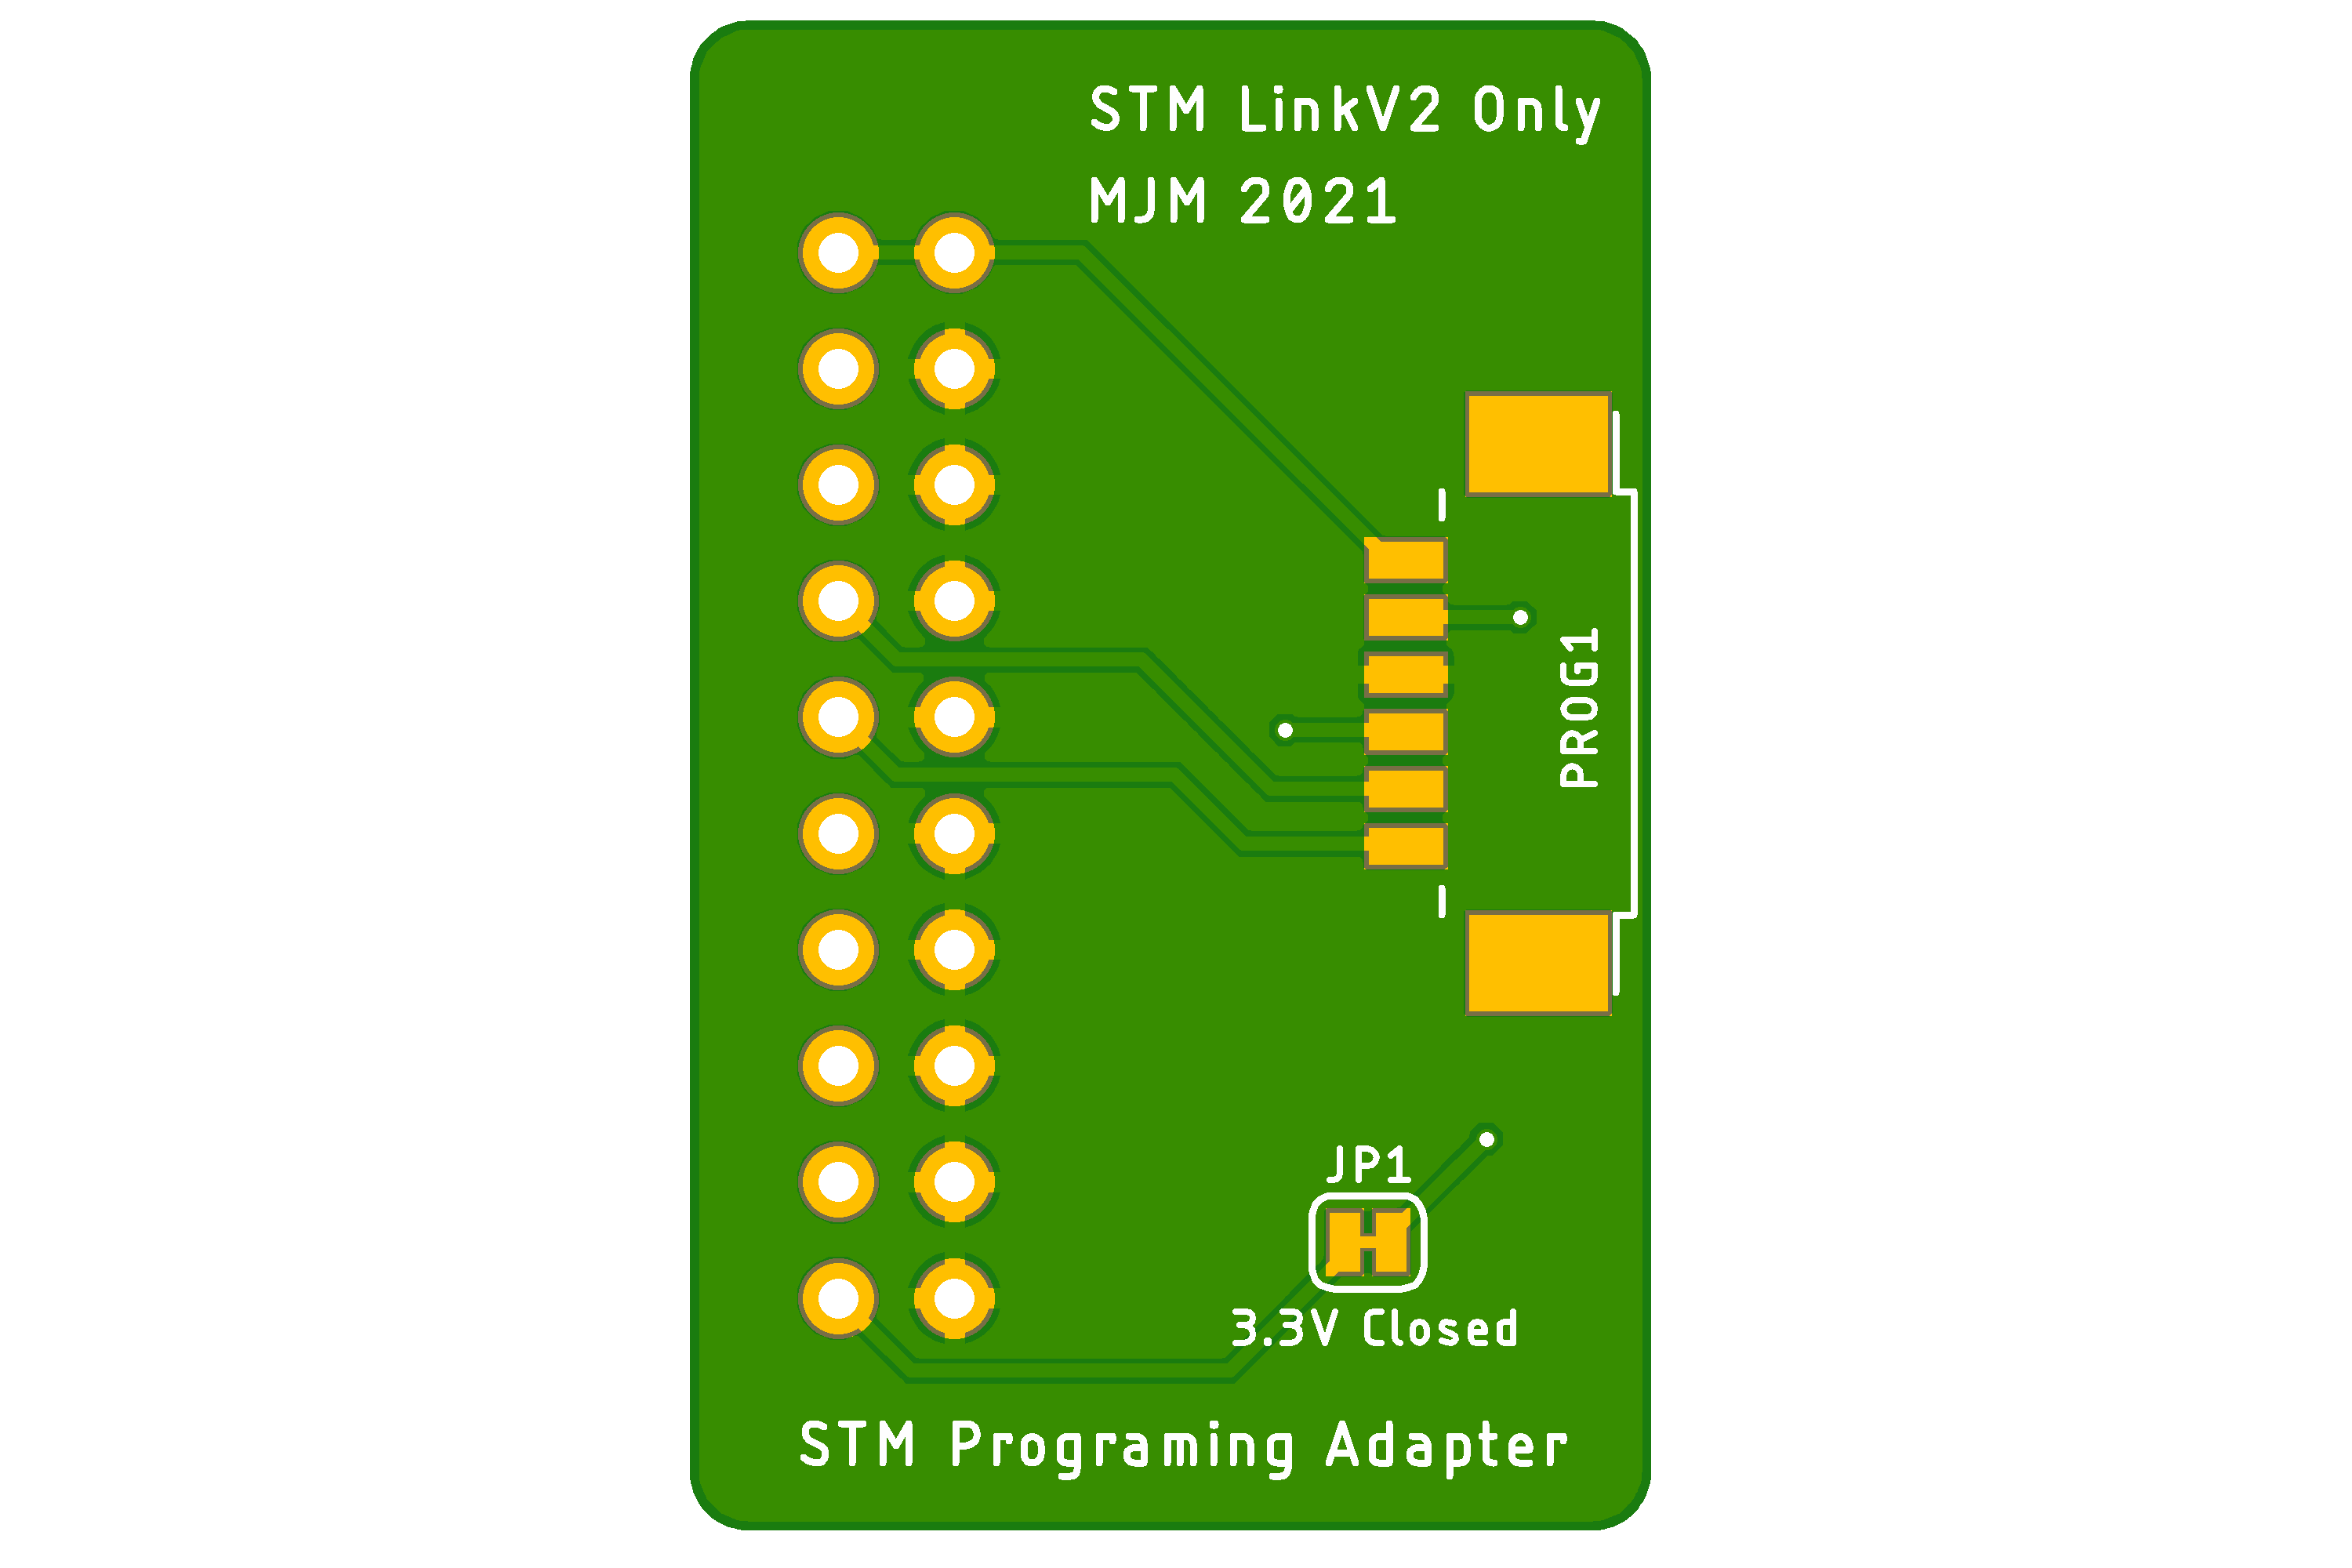 STM LinkV2 Only
MJM 2021
PROG1
JP1
3.3V Closed
STM Programing Adapter